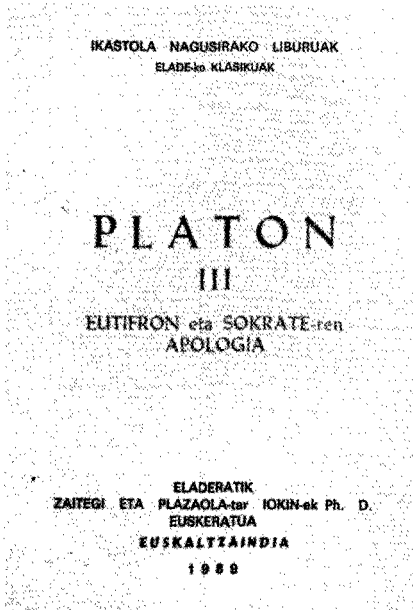 IKASTOLA NAGUSIRAKO LIBURUAK
ELADE-ko KLASIKUAK
PLATON
III
EUTIFRON eta SOKRATE-ren
APOLOGIA
ELADERATIK
ZAITEGI ETA PLAZAOLA-tar IOKIN-ek Ph. D.
EUSKERATUA
EUSKALTZAINDIA
1989